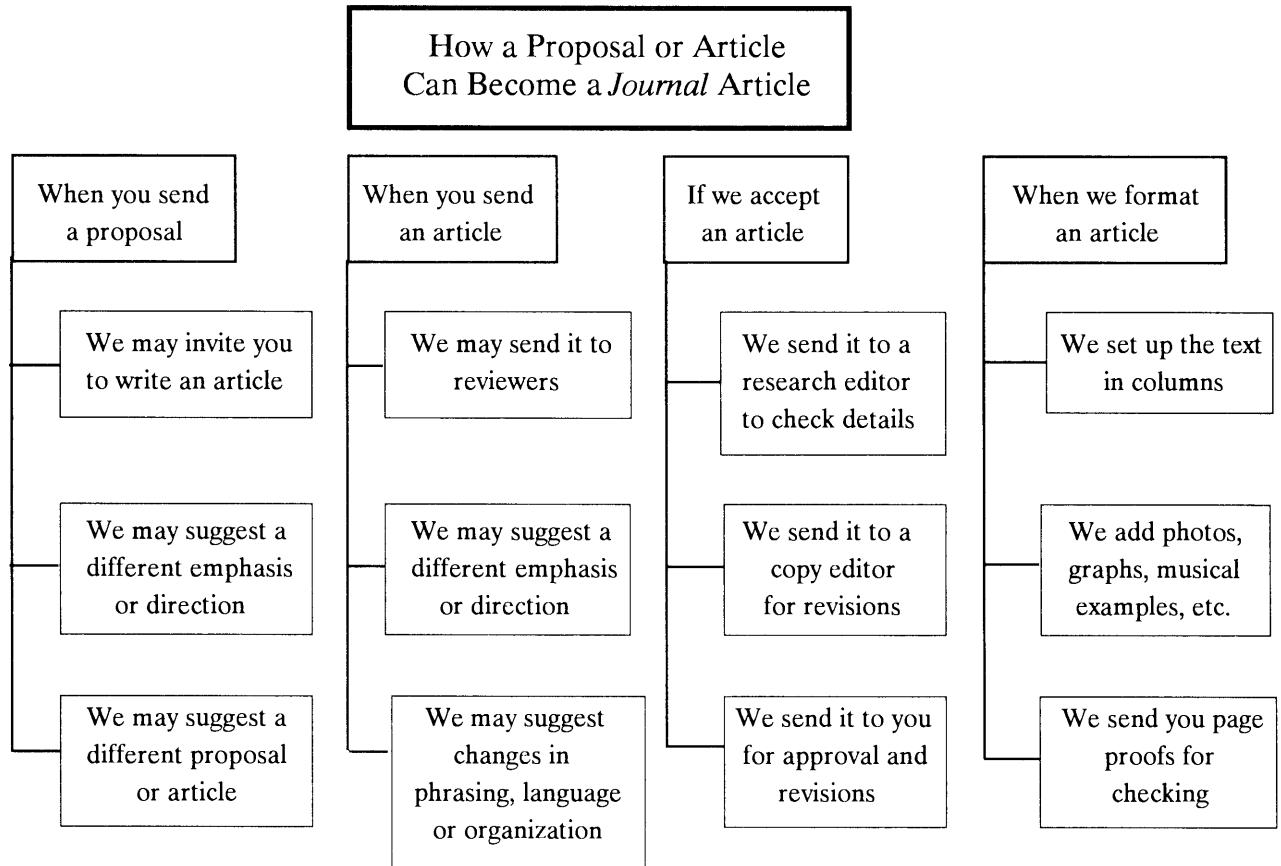 How a Proposal or Article
Can Become a Journal Article
When you send
a proposal
We may invite you
to write an article
We may suggest a
different emphasis
or direction
We may suggest a
different proposal
or article
When you send
an article
We may send it to
reviewers
We may suggest a
different emphasis
or direction
We may suggest
changes in
phrasing, language
or organization
If we accept
an article
We send it to a
research editor
to check details
We send it to a
copy editor
for revisions
We send it to you
for approval and
revisions
When we format
an article
We set up the text
in columns
We add photos,
graphs, musical
examples, etc.
We send you page
proofs for
checking